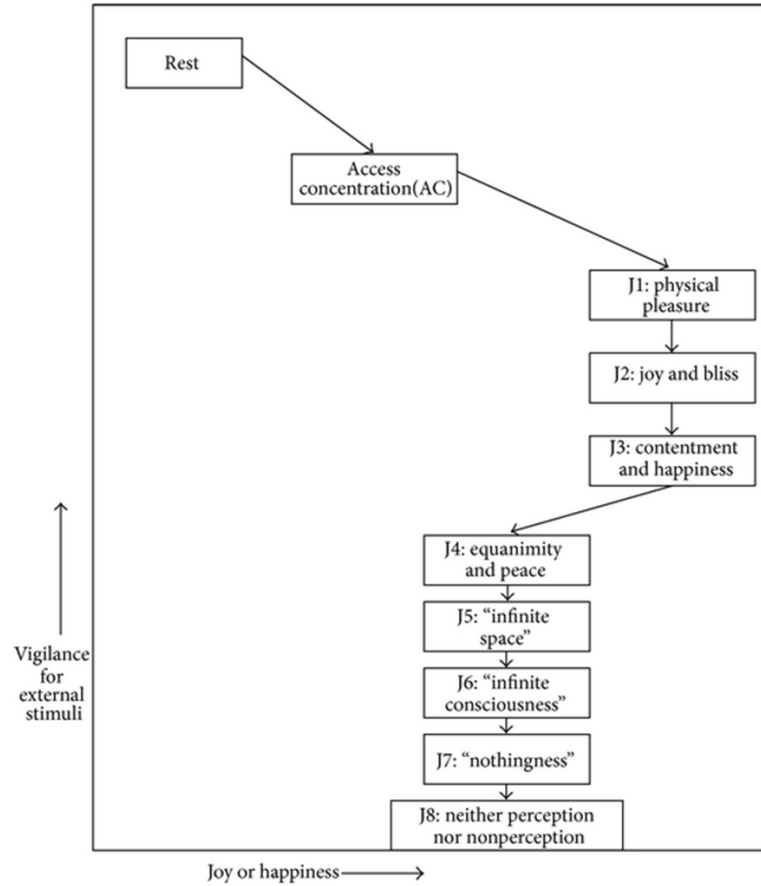 Rest
Access
concentration(AC)
J1: physical
pleasure
J2: joy and bliss
J3: contentment
and happiness
J4: equanimity
and peace
J5: “infinite
space”
J6: “infinite
consciousness”
J7: “nothingness”
J8: neither perception
nor nonperception
Vigilance
for
external
stimuli
Joy or happiness